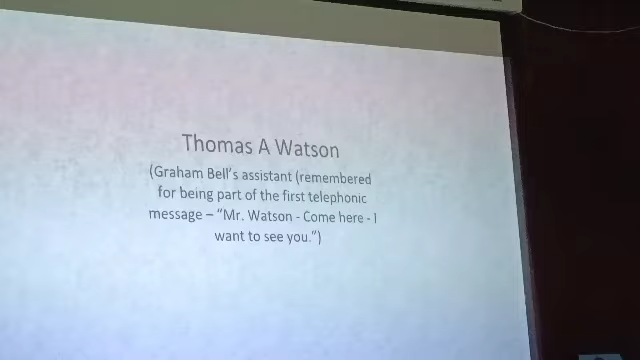 Thomas A Watson
(Graham Bell's assistant (remembered
for being part of the first telephonic
message – "Mr. Watson - Come here - I
want to see you.")